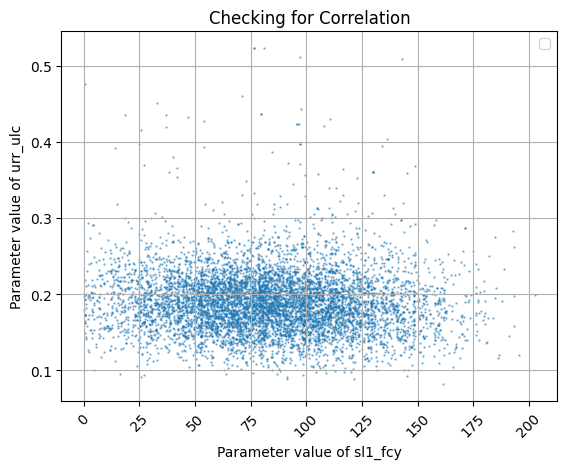 Checking for Correlation
Parameter value of urr_ulc
0.5
0.4
0.3
0.2
0.1
0 25 50 75 100 125 150 175 200
Parameter value of sl1_fcy